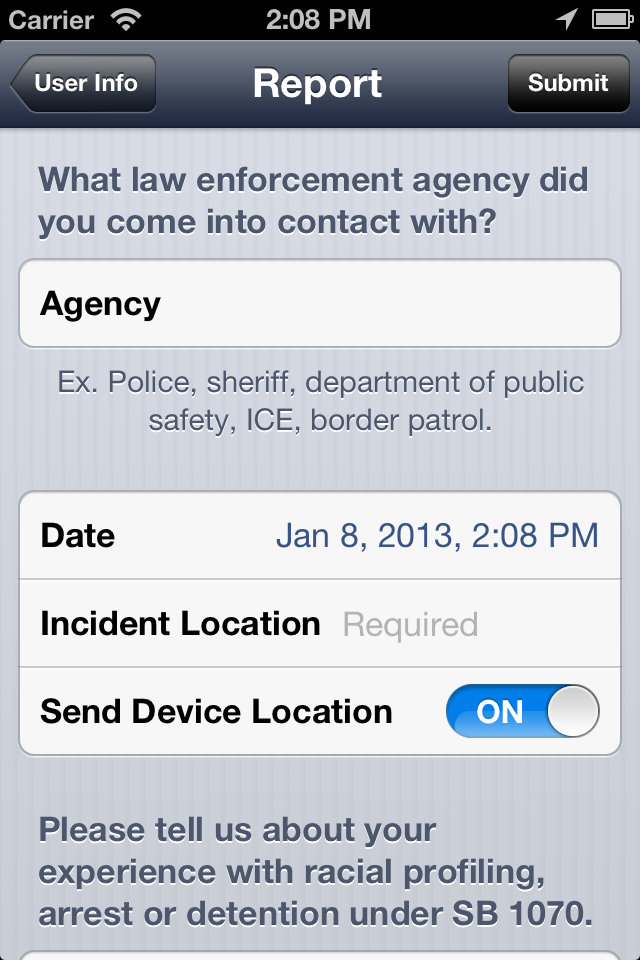 Carrier 2:08 PM
User Info Report Submit
What law enforcement agency did
you come into contact with?
Agency
Ex. Police, sheriff, department of public
safety, ICE, border patrol.
Date Jan 8, 2013, 2:08 PM
Incident Location Required
Send Device Location ON
Please tell us about your
experience with racial profiling,
arrest or detention under SB 1070.